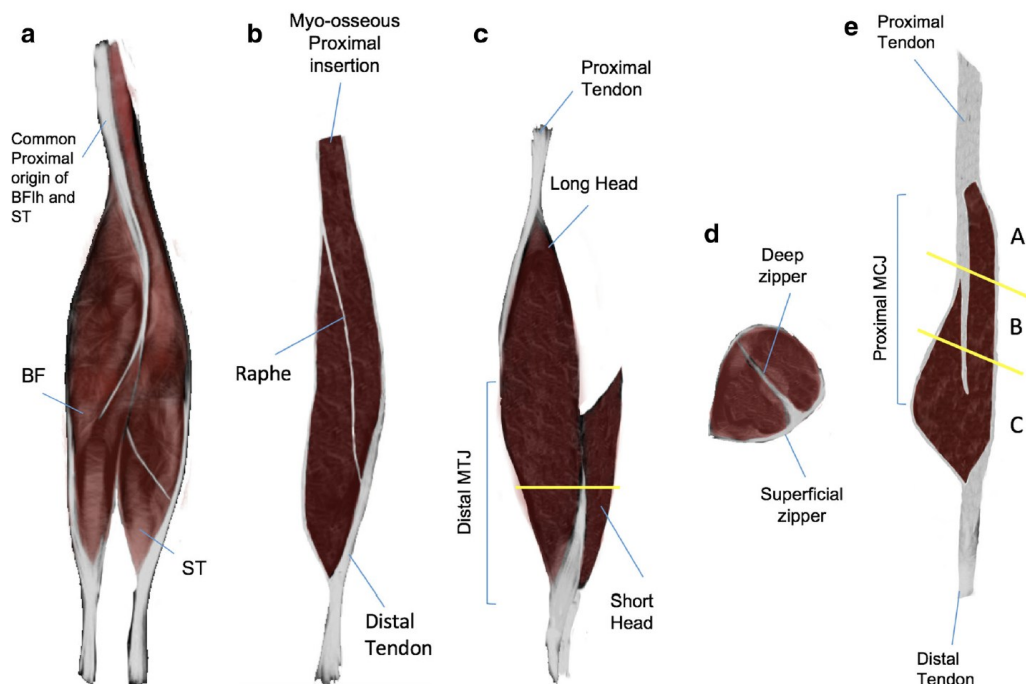 a
Common
Proximal
origin of
BFlh and
ST
BF
ST
b
Myo-osseous
Proximal
insertion
Raphe
Distal
Tendon
c
Proximal
Tendon
Long Head
Distal MTJ
Short
Head
d
Deep
zipper
Superficial
zipper
e
Proximal
Tendon
Proximal MCJ
A
B
C
Distal
Tendon